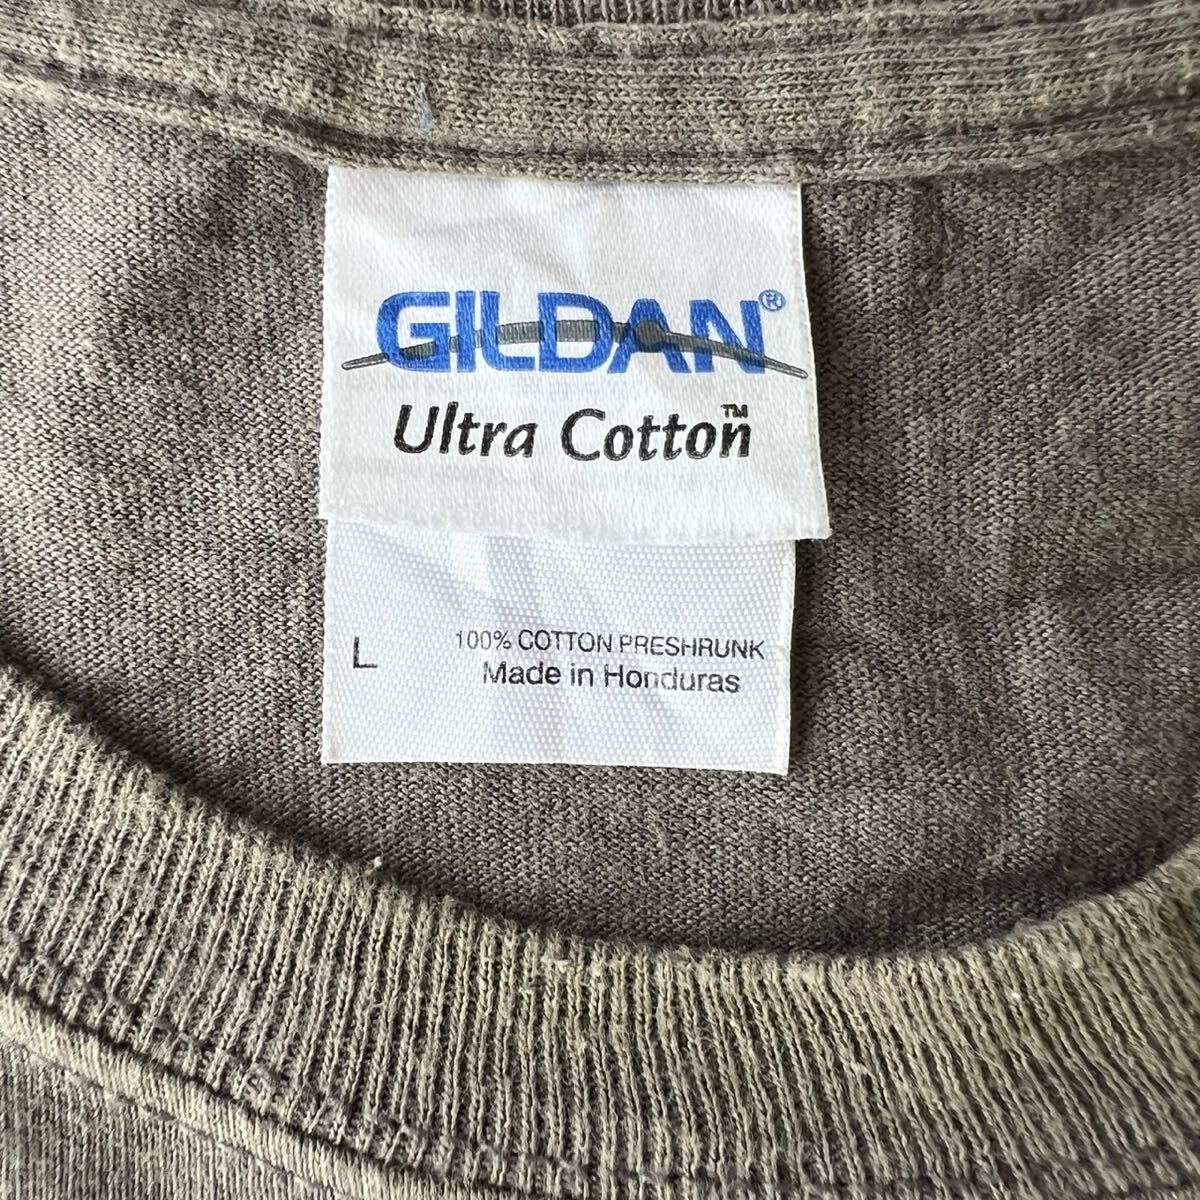 GILDAN®
Ultra Cotton™
L 100% COTTON PRESHRUNK
Made in Honduras